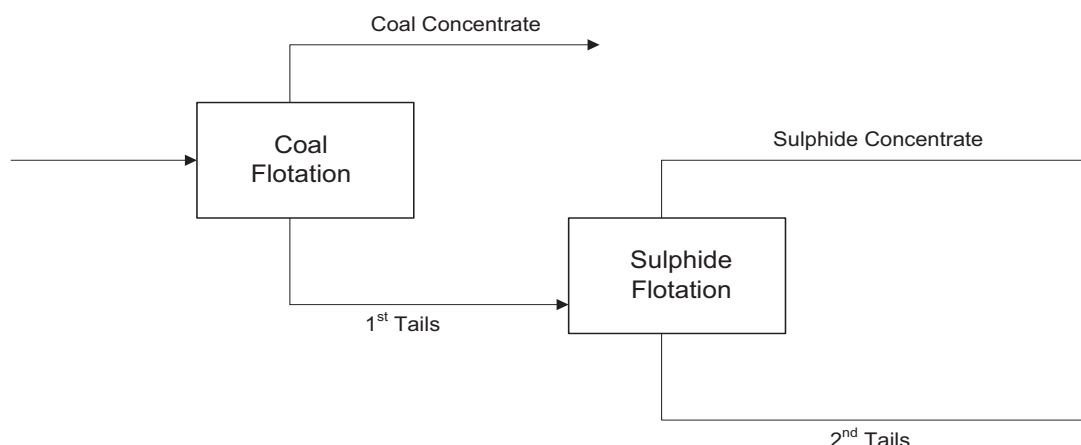 Coal Concentrate
Coal
Flotation
Sulphide Concentrate
Sulphide
Flotation
1st Tails
2nd Tails